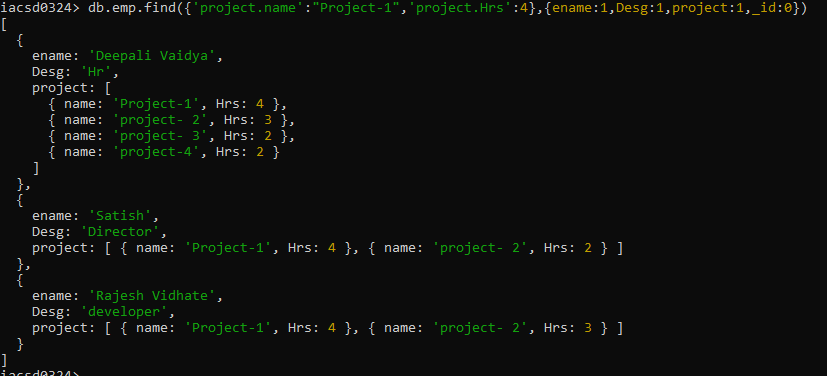 iacsd0324> db.emp.find({'project.name':"Project-1",'project.Hrs':4},{ename:1,Desg:1,project:1,_id:0})
[
  {
    ename: 'Deepali Vaidya',
    Desg: 'Hr',
    project: [
      { name: 'Project-1', Hrs: 4 },
      { name: 'project- 2', Hrs: 3 },
      { name: 'project- 3', Hrs: 2 },
      { name: 'project-4', Hrs: 2 }
    ]
  },
  {
    ename: 'Satish',
    Desg: 'Director',
    project: [ { name: 'Project-1', Hrs: 4 }, { name: 'project- 2', Hrs: 2 } ]
  },
  {
    ename: 'Rajesh Vidhate',
    Desg: 'developer',
    project: [ { name: 'Project-1', Hrs: 4 }, { name: 'project- 2', Hrs: 3 } ]
  }
]
iacsd0324>